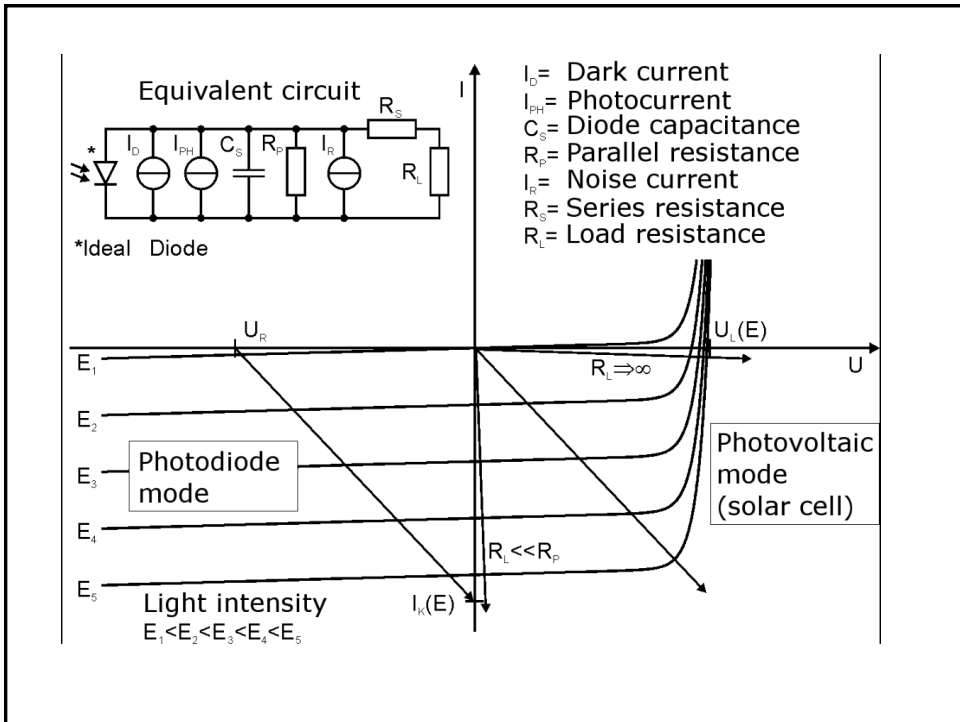 Equivalent circuit
I_D
I_PH
C_S
R_P
I_R
R_S
R_L
*
*Ideal Diode
I
I_D= Dark current
I_PH= Photocurrent
C_S= Diode capacitance
R_P= Parallel resistance
I_R= Noise current
R_S= Series resistance
R_L= Load resistance
U_R
U_L(E)
U
R_L⇒∞
E_1
E_2
E_3
E_4
E_5
Photodiode
mode
Photovoltaic
mode
(solar cell)
R_L<<R_P
I_K(E)
Light intensity
E_1<E_2<E_3<E_4<E_5